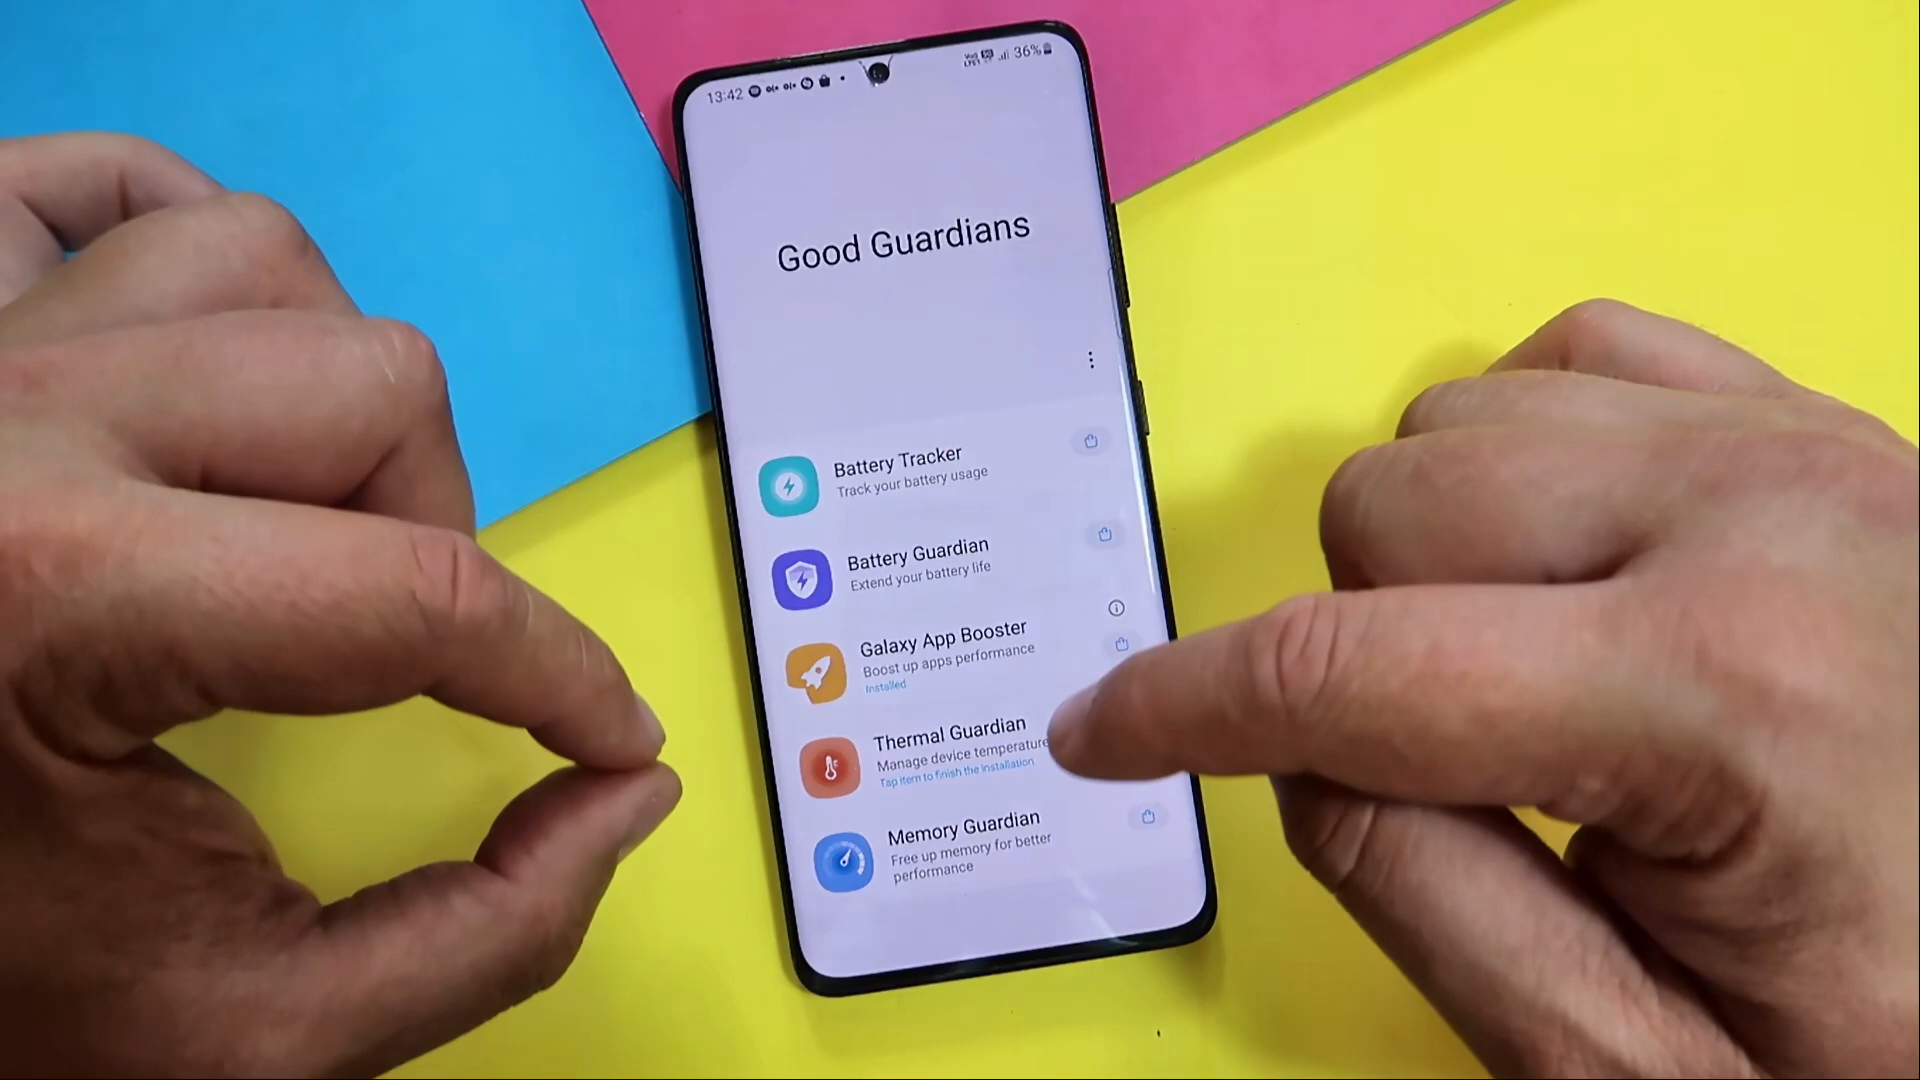 13:42
36%
Good Guardians
Battery Tracker
Track your battery usage
Battery Guardian
Extend your battery life
Galaxy App Booster
Boost up apps performance
Installed
Thermal Guardian
Manage device temperature
Tap item to finish the installation.
Memory Guardian
Free up memory for better
performance